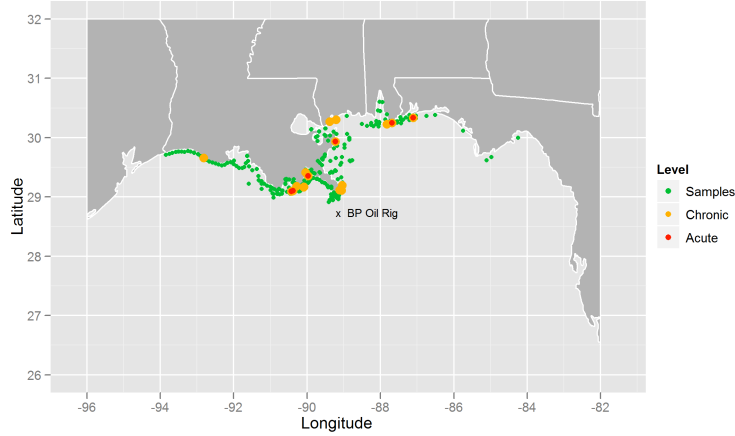 32
31
30
29
28
27
26
Latitude
x BP Oil Rig
-96 -94 -92 -90 -88 -86 -84 -82
Longitude
Level
Samples
Chronic
Acute